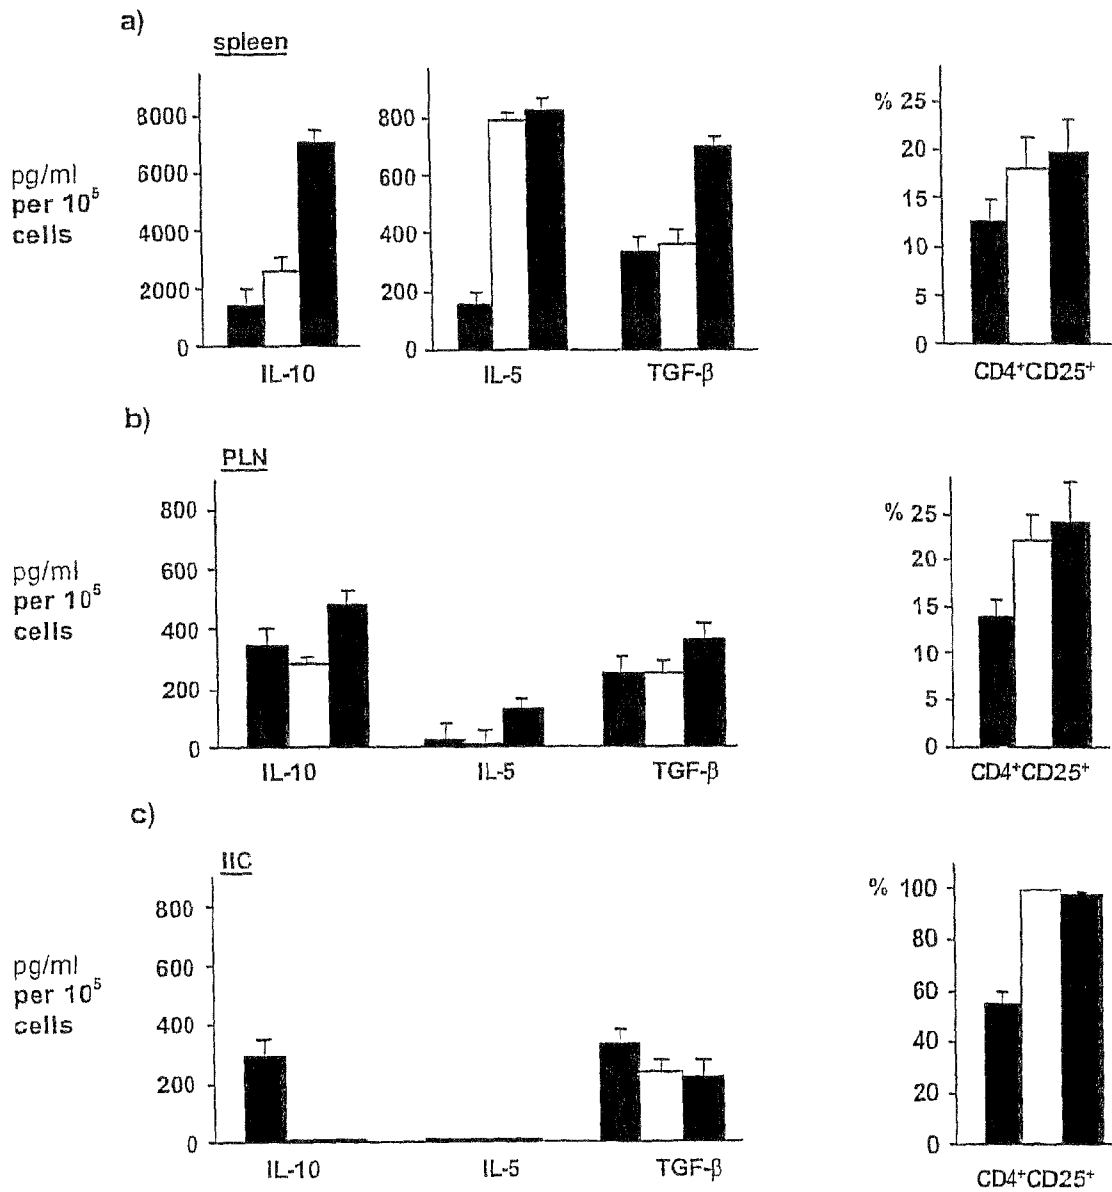 a)
spleen
8000
6000
4000
2000
0
pg/ml
per 10⁵
cells
IL-10
800
600
400
200
0
IL-5
TGF-β
% 25
20
15
10
5
0
CD4⁺CD25⁺
b)
PLN
800
600
400
200
0
pg/ml
per 10⁵
cells
IL-10
IL-5
TGF-β
% 25
20
15
10
5
0
CD4⁺CD25⁺
c)
IIC
800
600
400
200
0
pg/ml
per 10⁵
cells
IL-10
IL-5
TGF-β
% 100
80
60
40
20
0
CD4⁺CD25⁺